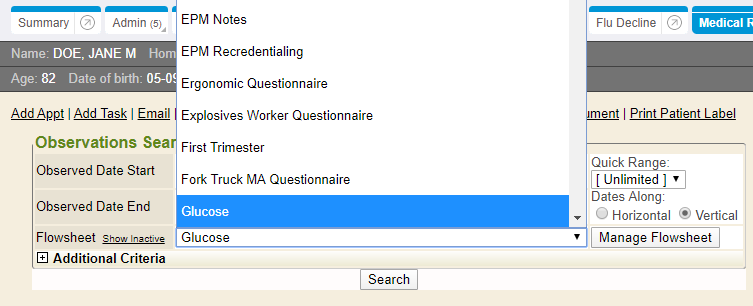 Summary
Admin (5)
EPM Notes
Flu Decline
Medical R
Name: DOE, JANE M Hom
EPM Recredentialing
Age: 82 Date of birth: 05-09
Ergonomic Questionnaire
Add Appt | Add Task | Email |
Explosives Worker Questionnaire
ument | Print Patient Label
Observations Sear
First Trimester
Observed Date Start
Quick Range:
Fork Truck MA Questionnaire
[ Unlimited ]
Dates Along:
Observed Date End
Glucose
Horizontal Vertical
Flowsheet Show Inactive
Glucose
Manage Flowsheet
Additional Criteria
Search